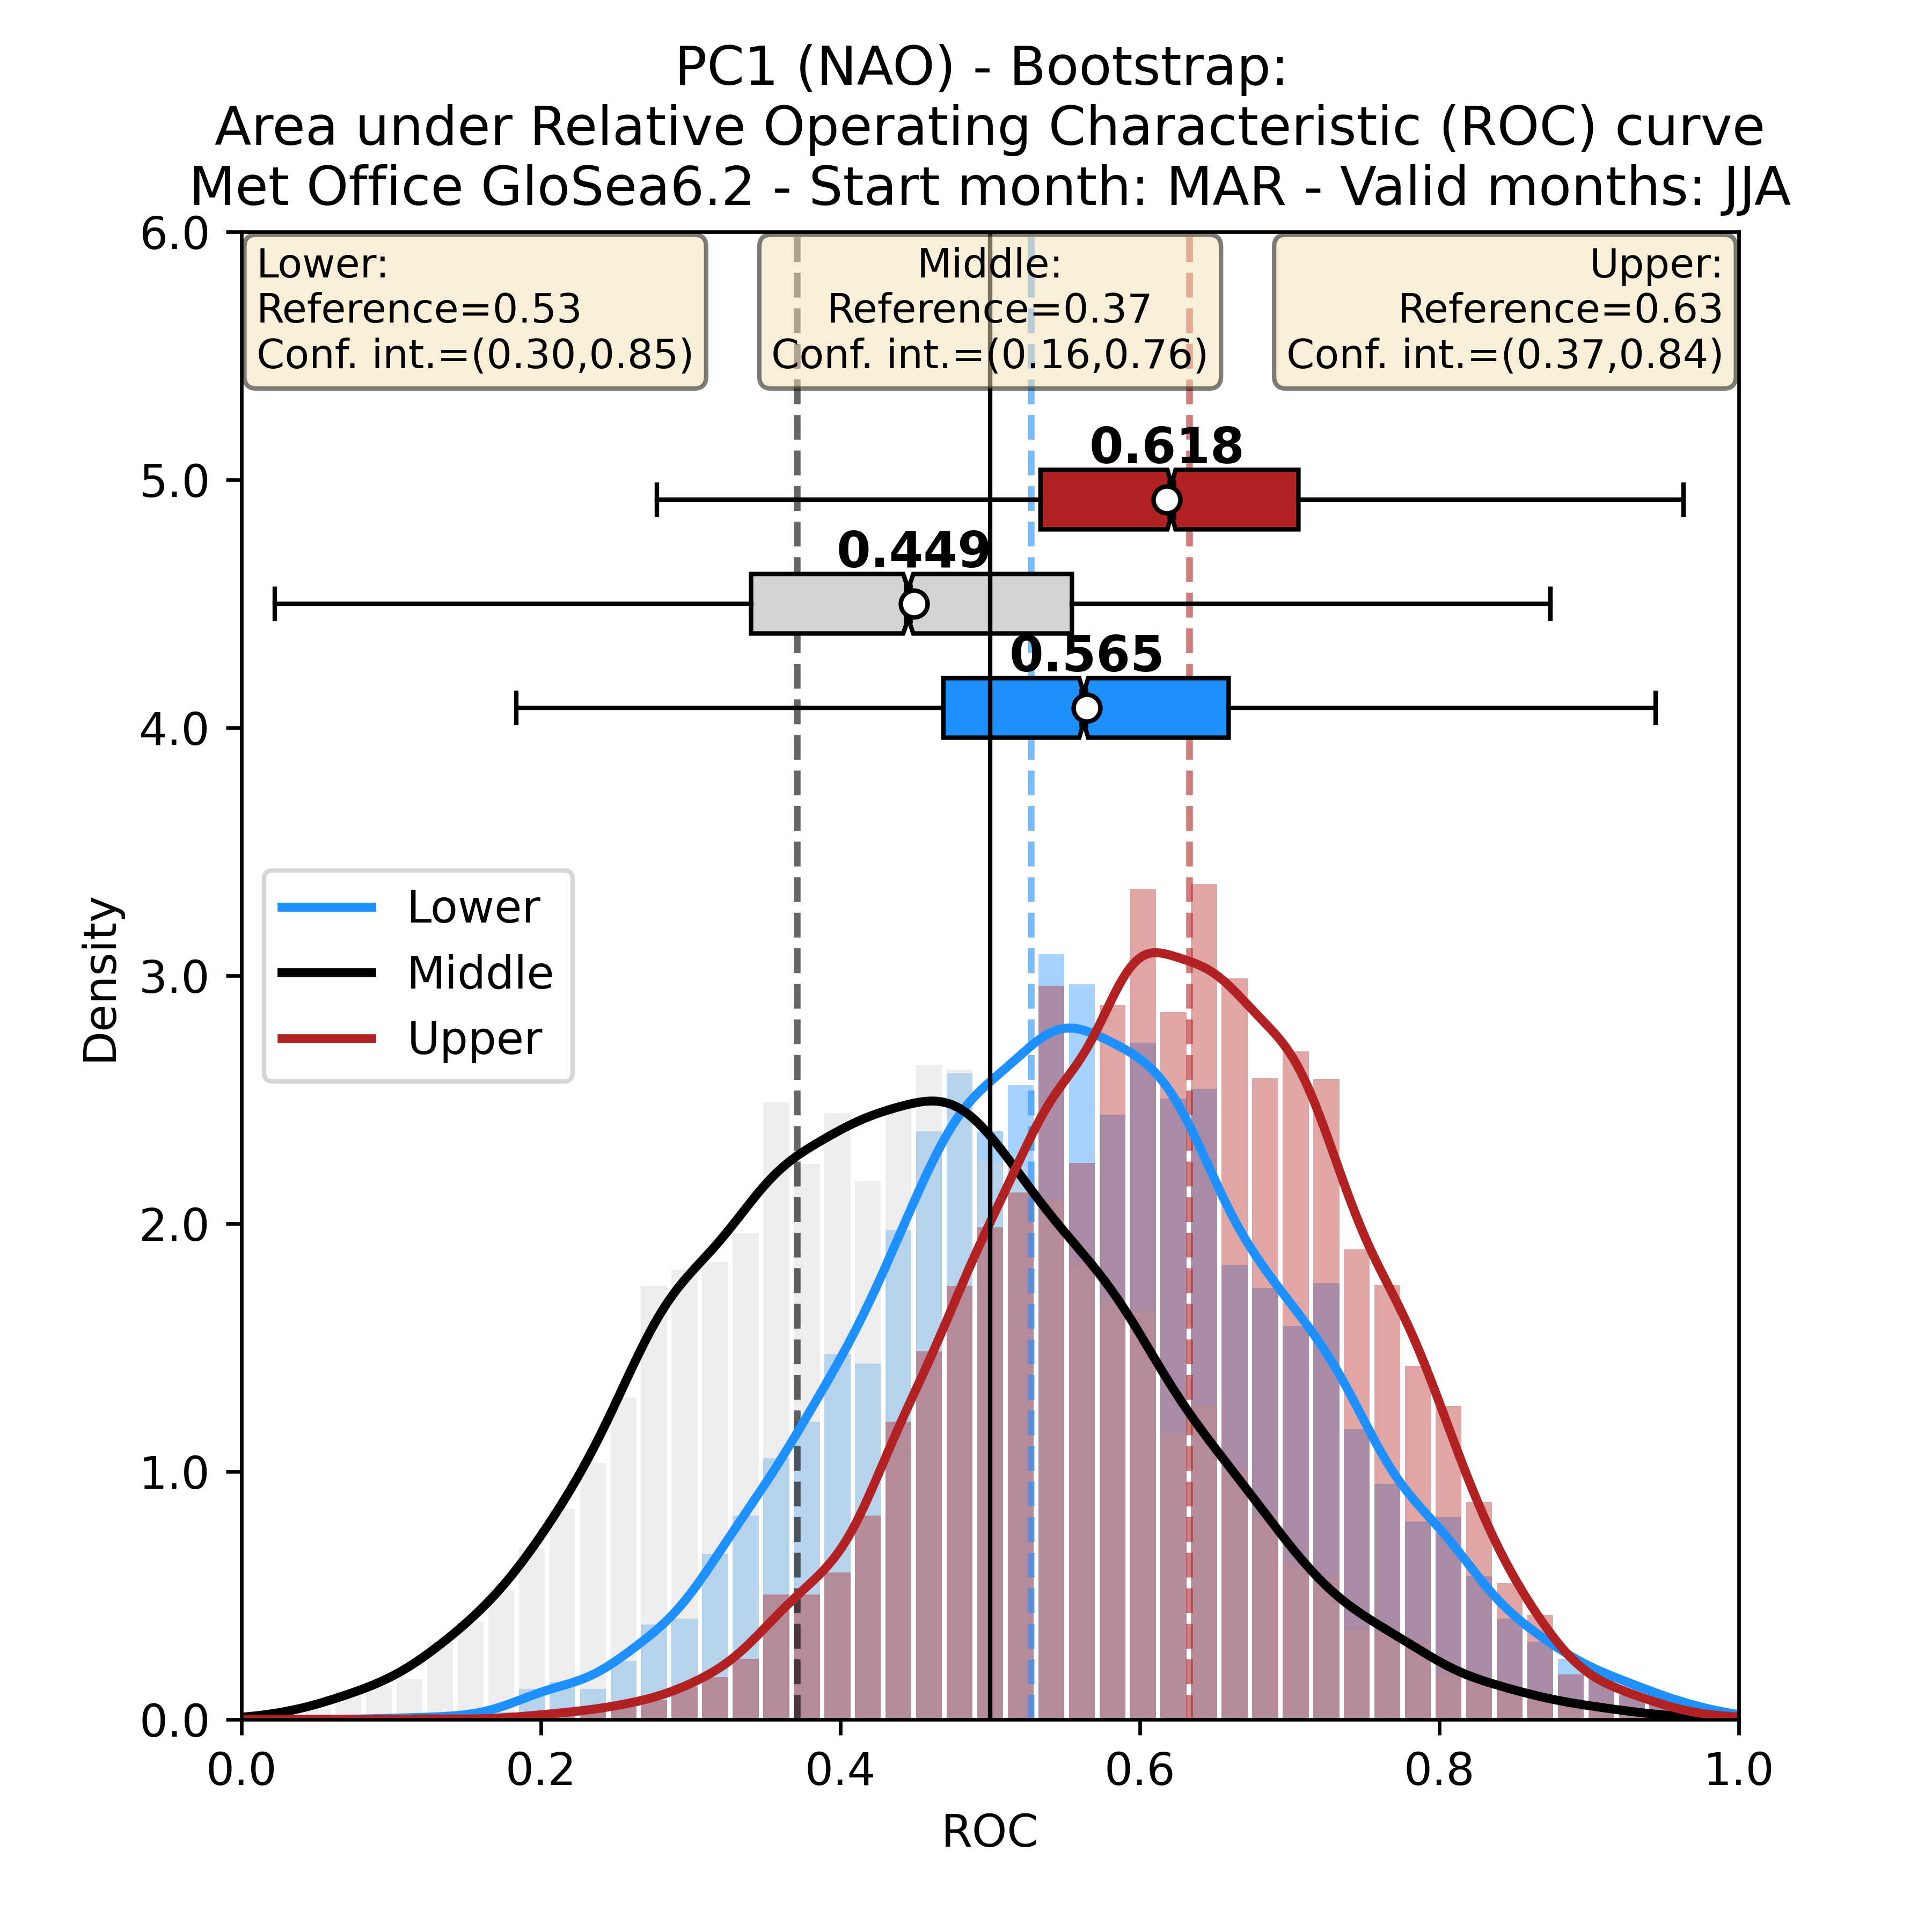 PC1 (NAO) - Bootstrap:
Area under Relative Operating Characteristic (ROC) curve
Met Office GloSea6.2 - Start month: MAR - Valid months: JJA
Lower:
Reference=0.53
Conf. int.=(0.30,0.85)
Middle:
Reference=0.37
Conf. int.=(0.16,0.76)
Upper:
Reference=0.63
Conf. int.=(0.37,0.84)
0.618
0.449
0.565
Lower
Middle
Upper
Density
6.0
5.0
4.0
3.0
2.0
1.0
0.0
0.0 0.2 0.4 0.6 0.8 1.0
ROC